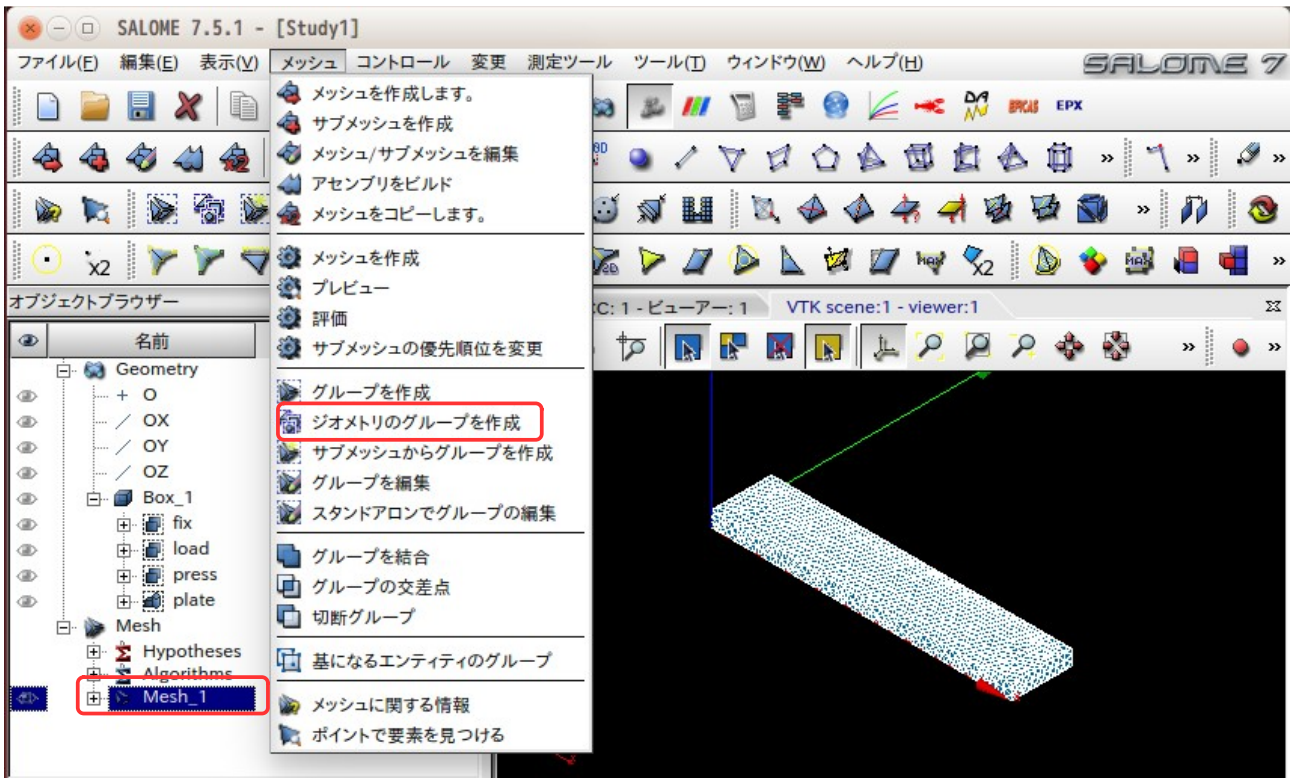 SALOME 7.5.1 - [Study1]
ファイル(F) 編集(E) 表示(V) メッシュ コントロール 変更 測定ツール ツール(T) ウィンドウ(W) ヘルプ(H) SALOME 7
メッシュを作成します。
サブメッシュを作成
メッシュ/サブメッシュを編集
アセンブリをビルド
メッシュをコピーします。
メッシュを作成
プレビュー
評価
サブメッシュの優先順位を変更
グループを作成
ジオメトリのグループを作成
サブメッシュからグループを作成
グループを編集
スタンドアロンでグループの編集
グループを結合
グループの交差点
切断グループ
基になるエンティティのグループ
メッシュに関する情報
ポイントで要素を見つける
EPX
x2
x2
オブジェクトブラウザー
CC: 1 - ビューアー: 1 VTK scene:1 - viewer:1
名前
Geometry
O
OX
OY
OZ
Box_1
fix
load
press
plate
Mesh
Hypotheses
Algorithms
Mesh_1